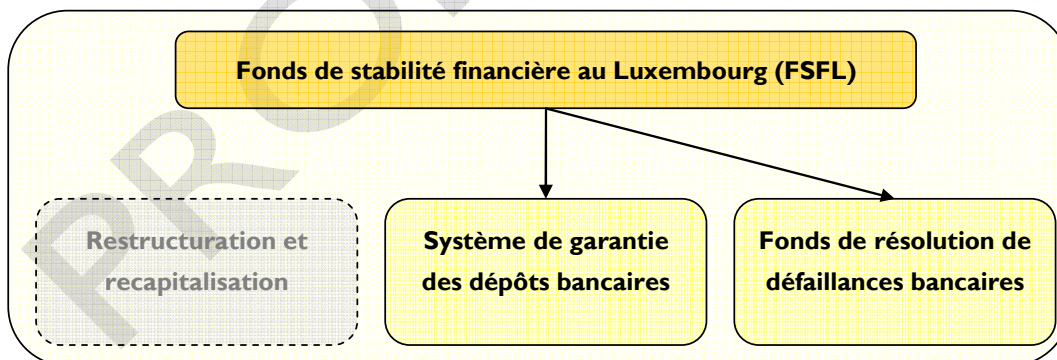 Fonds de stabilité financière au Luxembourg (FSFL)
Restructuration et
recapitalisation
Système de garantie
des dépôts bancaires
Fonds de résolution de
défaillances bancaires